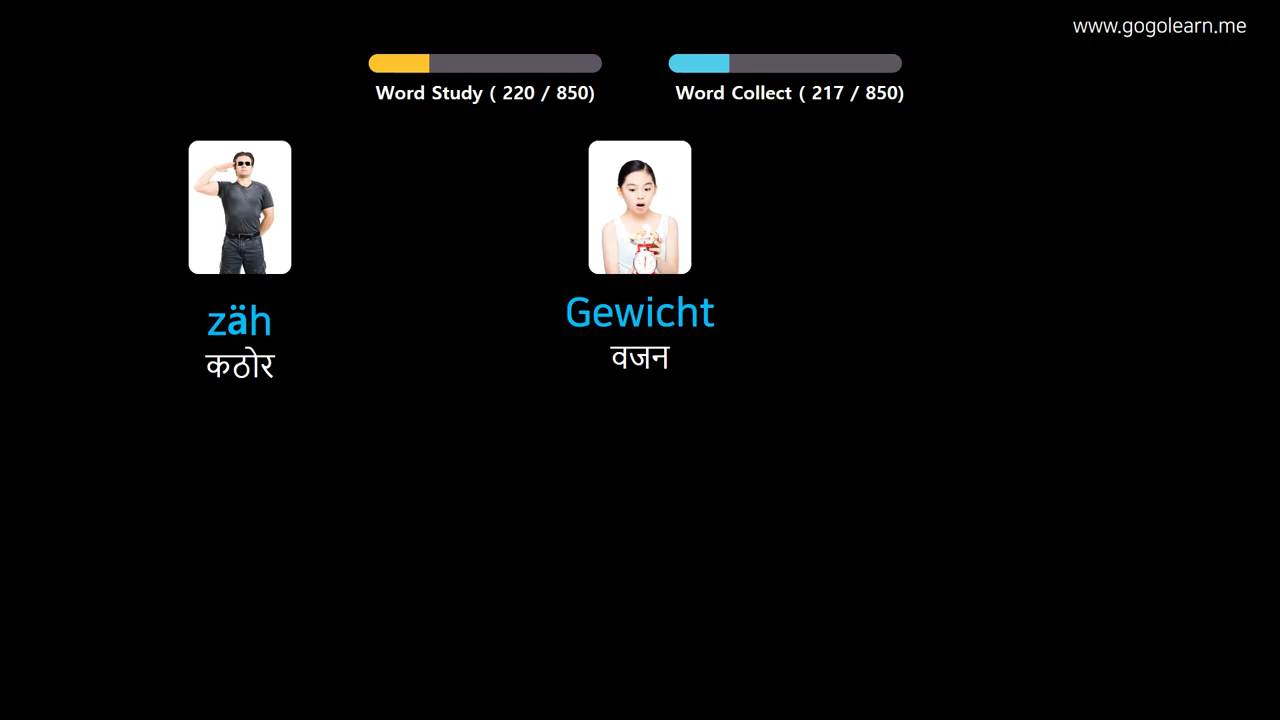 www.gogolearn.me
Word Study ( 220 / 850)
Word Collect ( 217 / 850)
zäh
कठोर
Gewicht
वजन